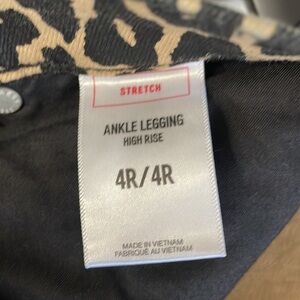 STRETCH
ANKLE LEGGING
HIGH RISE
4R/4R
MADE IN VIETNAM
FABRIQUÉ AU VIETNAM